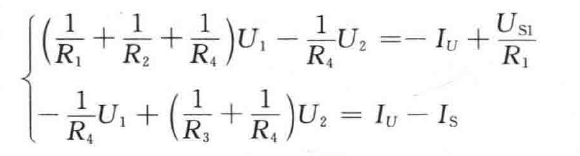 (1/R₁ + 1/R₂ + 1/R₄)U₁ − 1/R₄ U₂ = − I_U + U_S1/R₁
− 1/R₄ U₁ + (1/R₃ + 1/R₄)U₂ = I_U − I_S